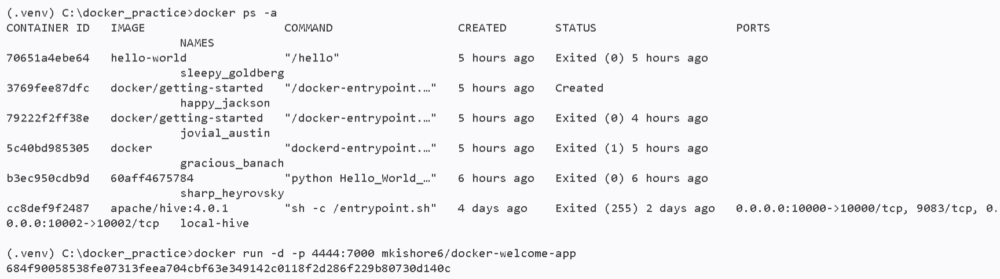 (.venv) C:\docker_practice>docker ps -a
CONTAINER ID   IMAGE                    COMMAND                  CREATED       STATUS                    PORTS
                         NAMES
70651a4ebe64   hello-world              "/hello"                 5 hours ago   Exited (0) 5 hours ago
                         sleepy_goldberg
3769fee87dfc   docker/getting-started   "/docker-entrypoint.…"   5 hours ago   Created
                         happy_jackson
79222f2ff38e   docker/getting-started   "/docker-entrypoint.…"   5 hours ago   Exited (0) 4 hours ago
                         jovial_austin
5c40bd985305   docker                   "dockerd-entrypoint.…"   5 hours ago   Exited (1) 5 hours ago
                         gracious_banach
b3ec950cdb9d   60aff4675784             "python Hello_World_…"   6 hours ago   Exited (0) 6 hours ago
                         sharp_heyrovsky
cc8def9f2487   apache/hive:4.0.1        "sh -c /entrypoint.sh"   4 days ago    Exited (255) 2 days ago   0.0.0.0:10000->10000/tcp, 9083/tcp, 0.
0.0.0:10002->10002/tcp   local-hive
(.venv) C:\docker_practice>docker run -d -p 4444:7000 mkishore6/docker-welcome-app
684f90058538fe07313feea704cbf63e349142c0118f2d286f229b80730d140c